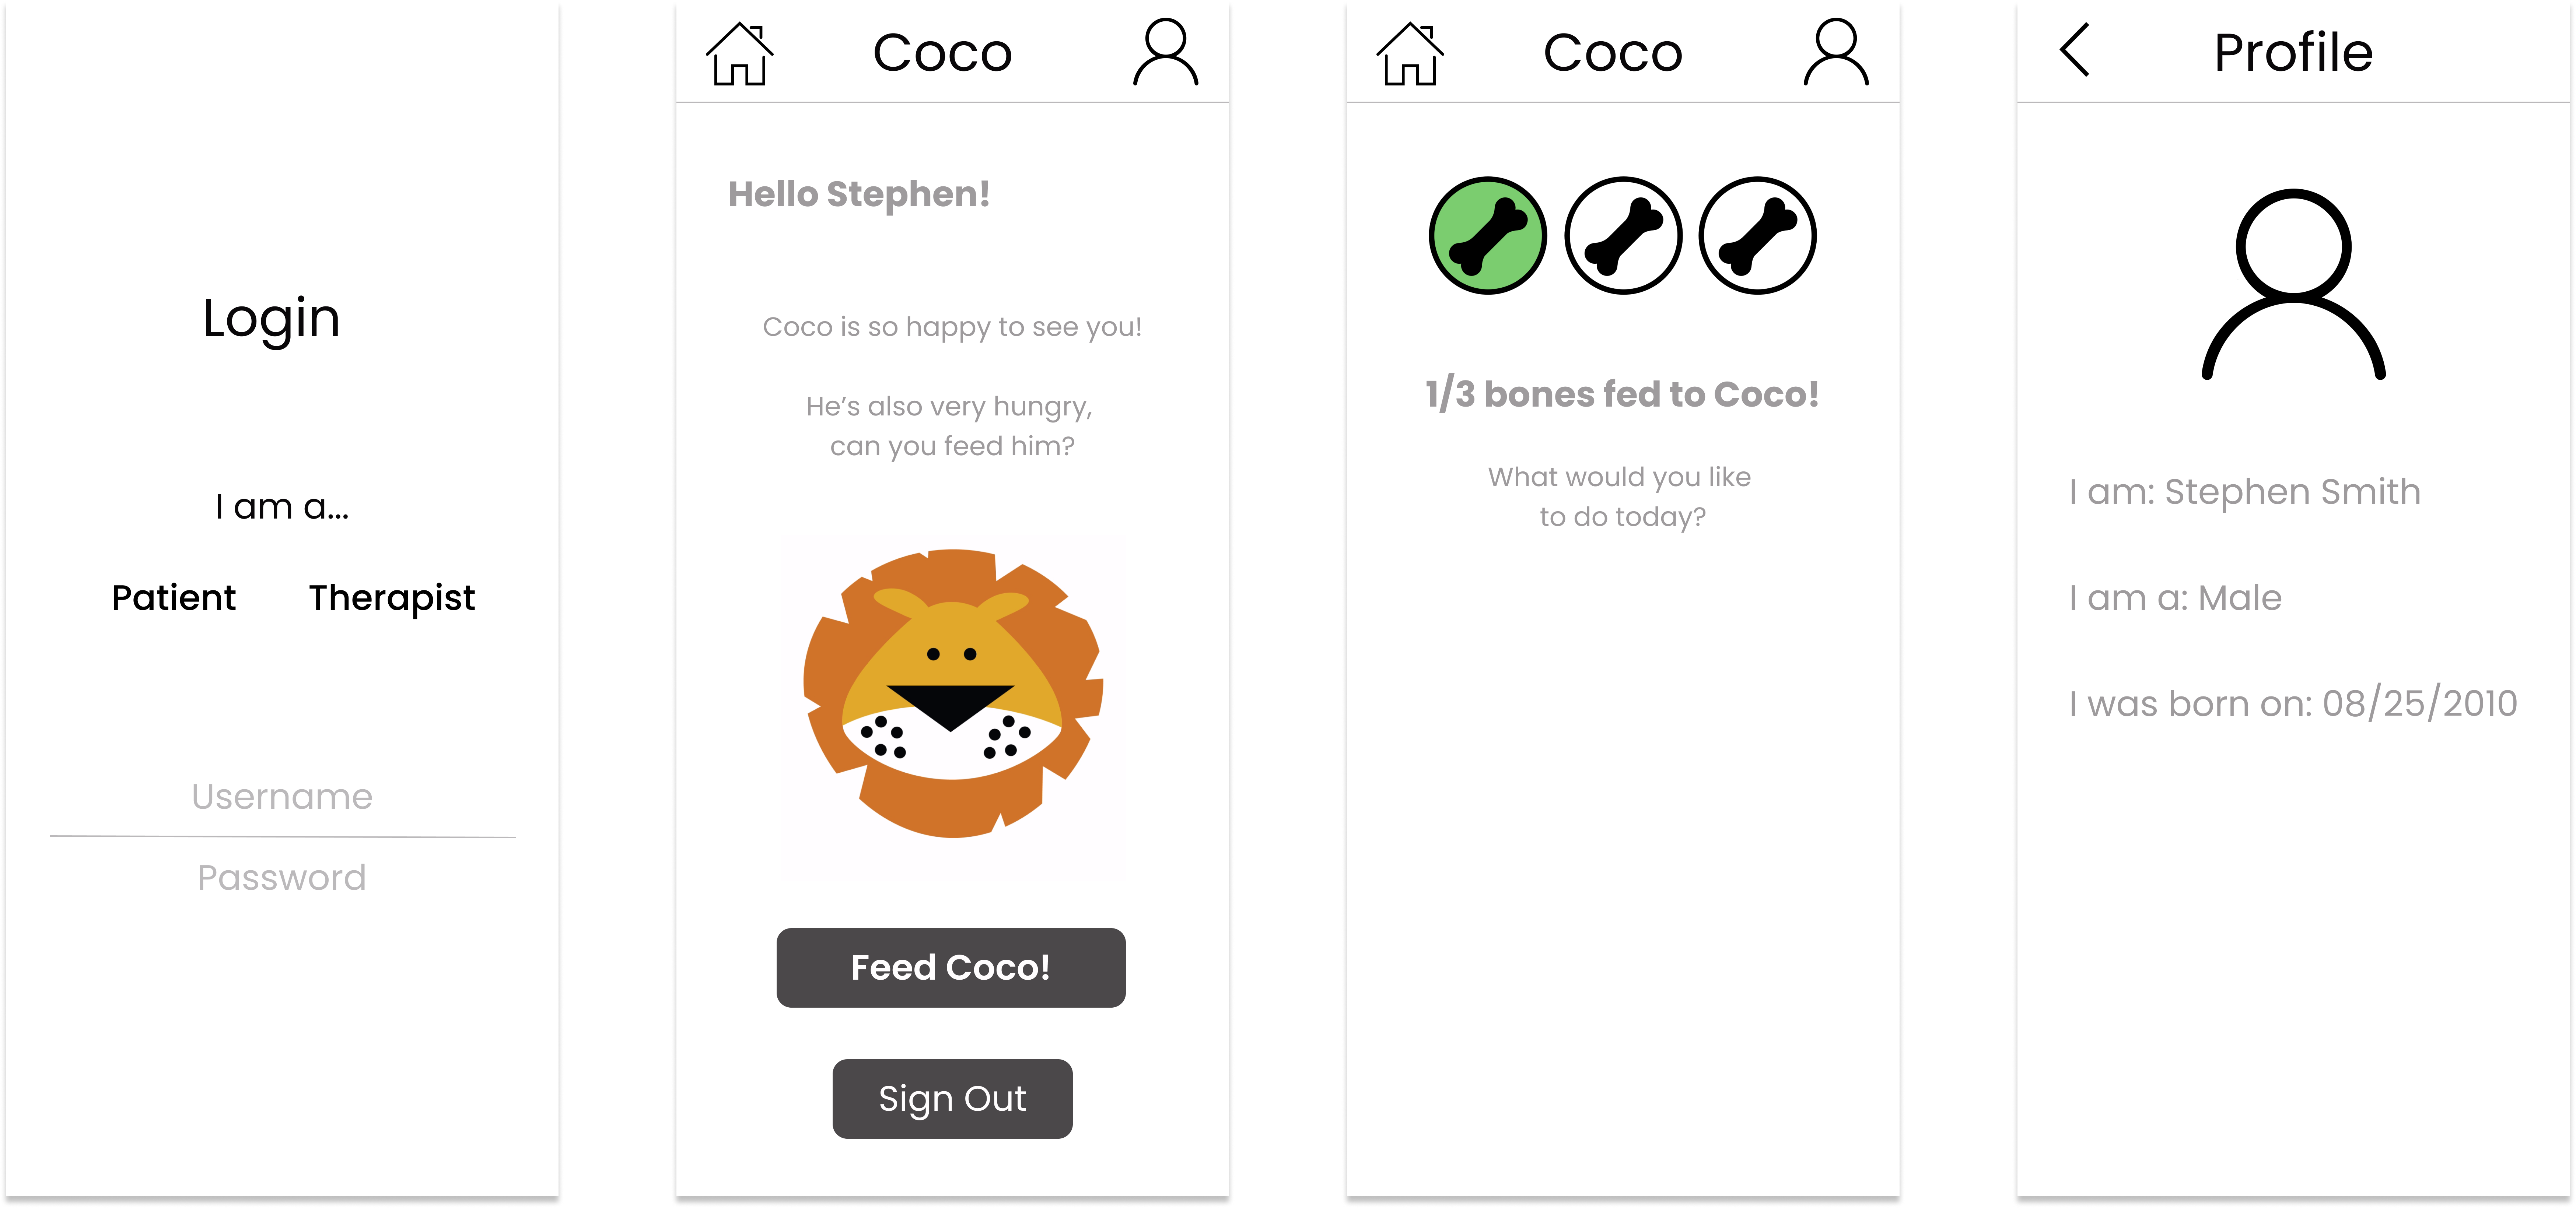 Login
I am a...
Patient Therapist
Username
Password
Coco
Hello Stephen!
Coco is so happy to see you!
He’s also very hungry,
can you feed him?
Feed Coco!
Sign Out
Coco
1/3 bones fed to Coco!
What would you like
to do today?
Profile
I am: Stephen Smith
I am a: Male
I was born on: 08/25/2010